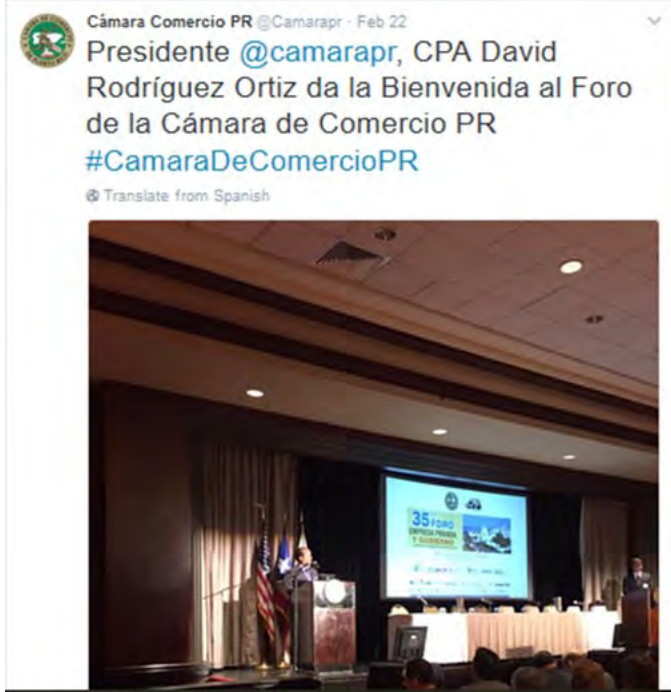 Cámara Comercio PR @Camarapr · Feb 22
Presidente @camarapr, CPA David
Rodríguez Ortiz da la Bienvenida al Foro
de la Cámara de Comercio PR
#CamaraDeComercioPR
Translate from Spanish
35 FORO
EMPRESA PRIVADA
Y GOBIERNO